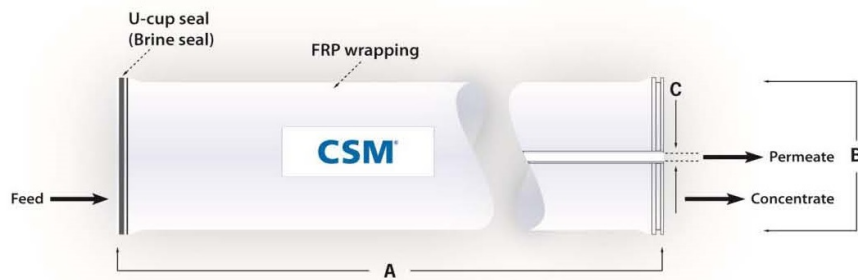 U-cup seal
(Brine seal)
FRP wrapping
C
CSM®
Permeate
B
Feed
Concentrate
A